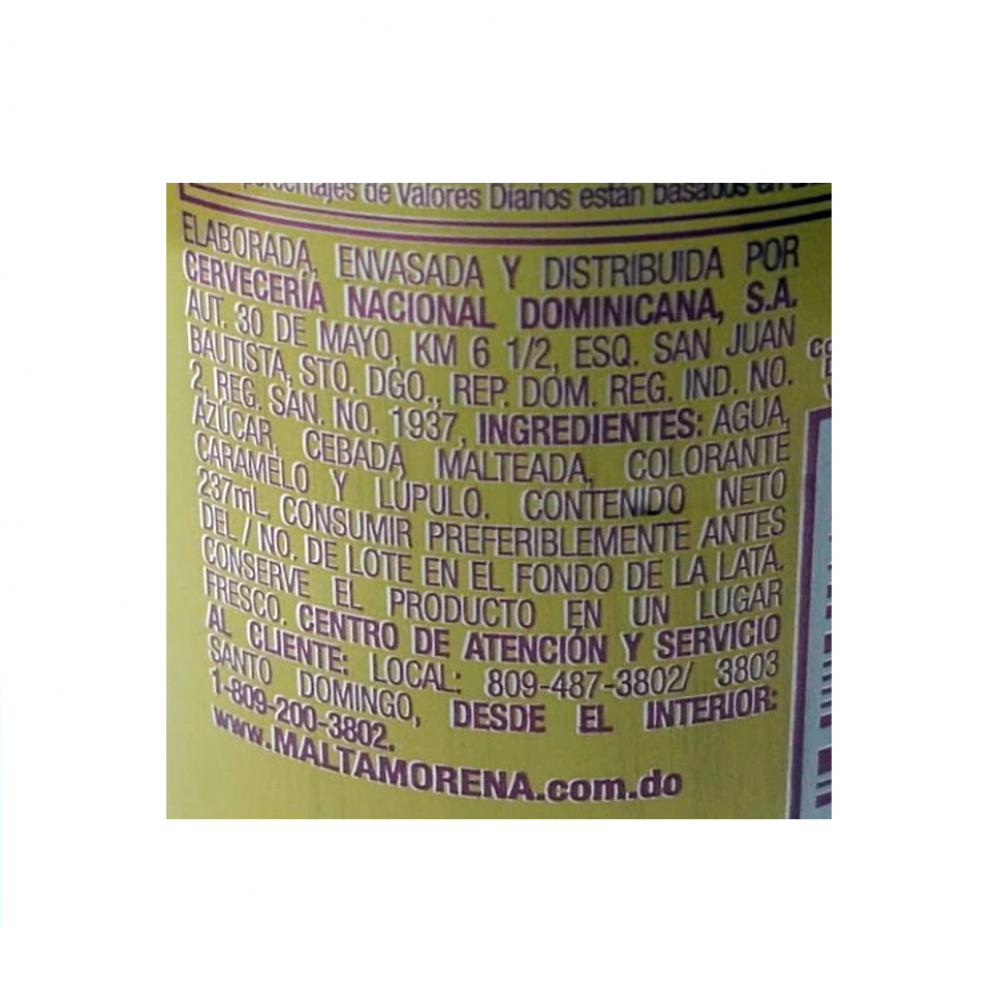 de Valores Diarios están
ELABORADA, ENVASADA Y DISTRIBUIDA POR
CERVECERÍA NACIONAL DOMINICANA, S.A.
AUT. 30 DE MAYO, KM 6 1/2, ESQ. SAN JUAN
BAUTISTA, STO. DGO., REP. DOM. REG. IND. NO.
2, REG. SAN. NO. 1937, INGREDIENTES: AGUA,
AZÚCAR, CEBADA MALTEADA, COLORANTE
CARAMELO Y LÚPULO. CONTENIDO NETO
237mL. CONSUMIR PREFERIBLEMENTE ANTES
DEL / NO. DE LOTE EN EL FONDO DE LA LATA.
CONSERVE EL PRODUCTO EN UN LUGAR
FRESCO. CENTRO DE ATENCIÓN Y SERVICIO
AL CLIENTE: LOCAL: 809-487-3802/ 3803
SANTO DOMINGO, DESDE EL INTERIOR:
1-809-200-3802.
www.MALTAMORENA.com.do